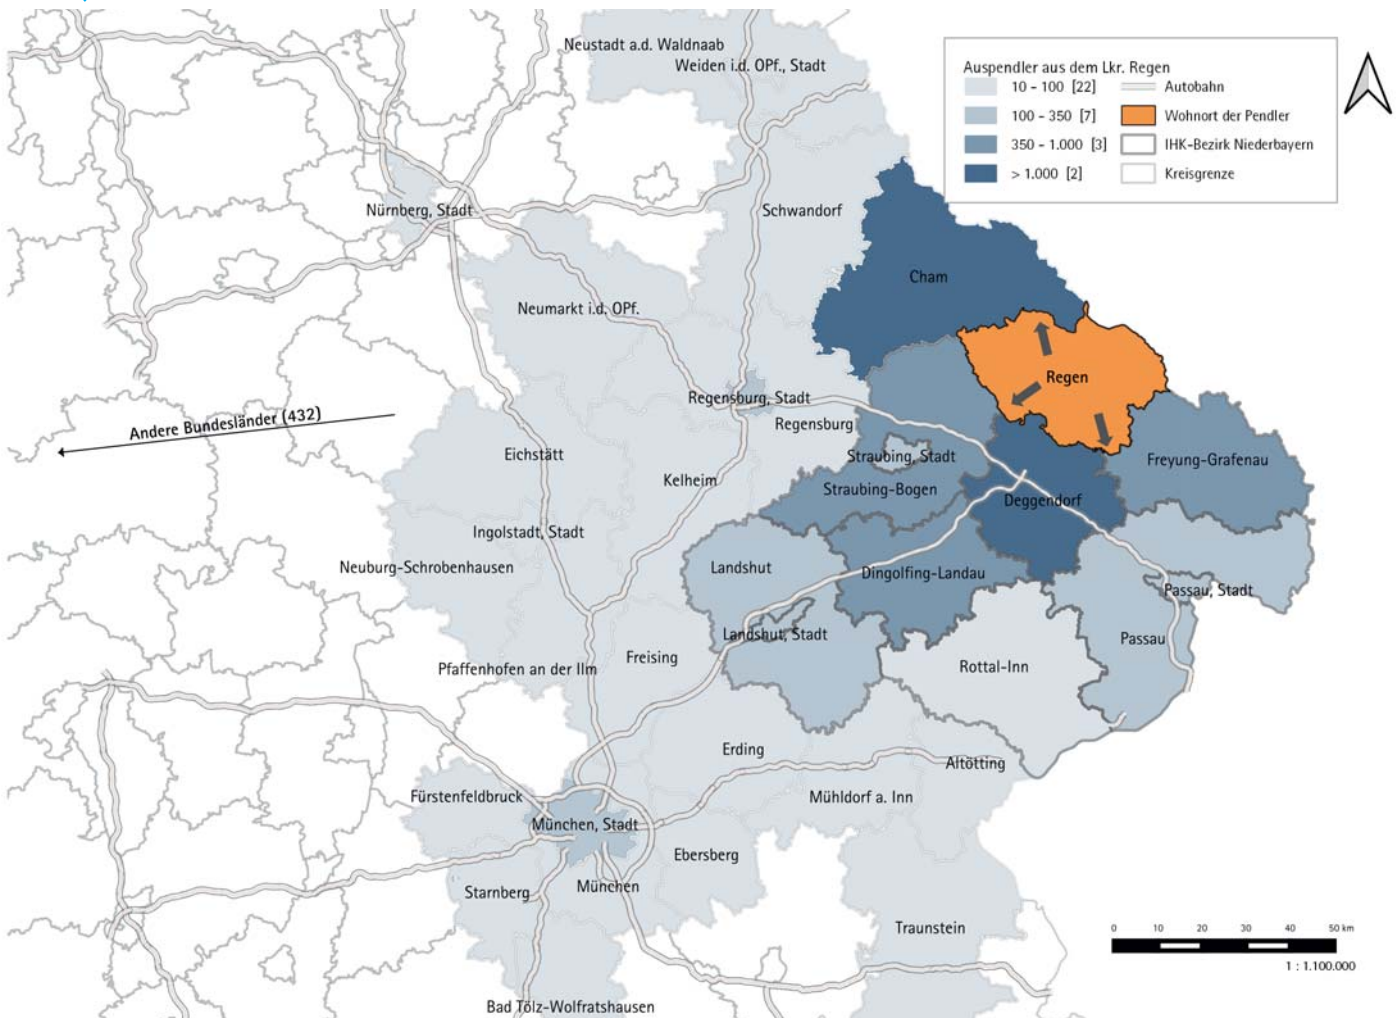 Neustadt a.d. Waldnaab
Weiden i.d. OPf., Stadt
Auspendler aus dem Lkr. Regen
10 - 100 [22]
Autobahn
100 - 350 [7]
Wohnort der Pendler
350 - 1.000 [3]
IHK-Bezirk Niederbayern
> 1.000 [2]
Kreisgrenze
Nürnberg, Stadt
Schwandorf
Cham
Neumarkt i.d. OPf.
Regen
Regensburg, Stadt
Andere Bundesländer (432)
Regensburg
Eichstätt
Straubing, Stadt
Freyung-Grafenau
Kelheim
Straubing-Bogen
Deggendorf
Ingolstadt, Stadt
Neuburg-Schrobenhausen
Landshut
Dingolfing-Landau
Passau, Stadt
Landshut, Stadt
Passau
Freising
Rottal-Inn
Pfaffenhofen an der Ilm
Erding
Altötting
Fürstenfeldbruck
Mühldorf a. Inn
München, Stadt
Ebersberg
München
Starnberg
Traunstein
0 10 20 30 40 50 km
1 : 1.100.000
Bad Tölz-Wolfratshausen